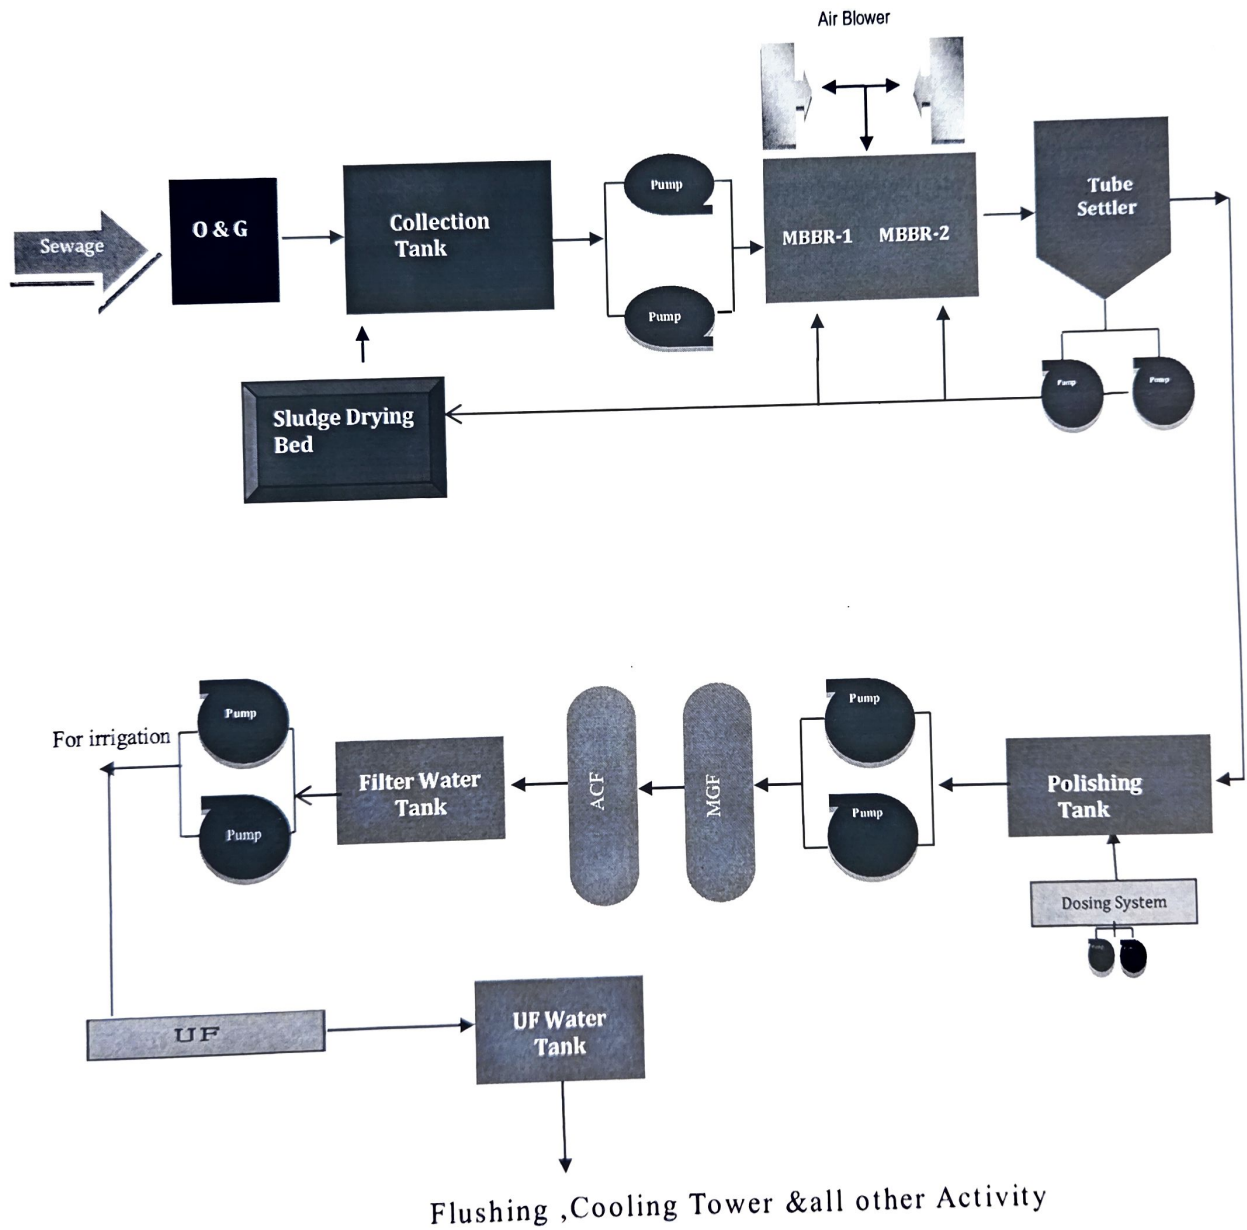 Air Blower
Sewage
O & G
Collection
Tank
Pump
Pump
MBBR-1 MBBR-2
Tube
Settler
Pump
Pump
Sludge Drying
Bed
For irrigation
Pump
Pump
Filter Water
Tank
ACF
MGF
Pump
Pump
Polishing
Tank
Dosing System
UF
UF Water
Tank
Flushing ,Cooling Tower &all other Activity